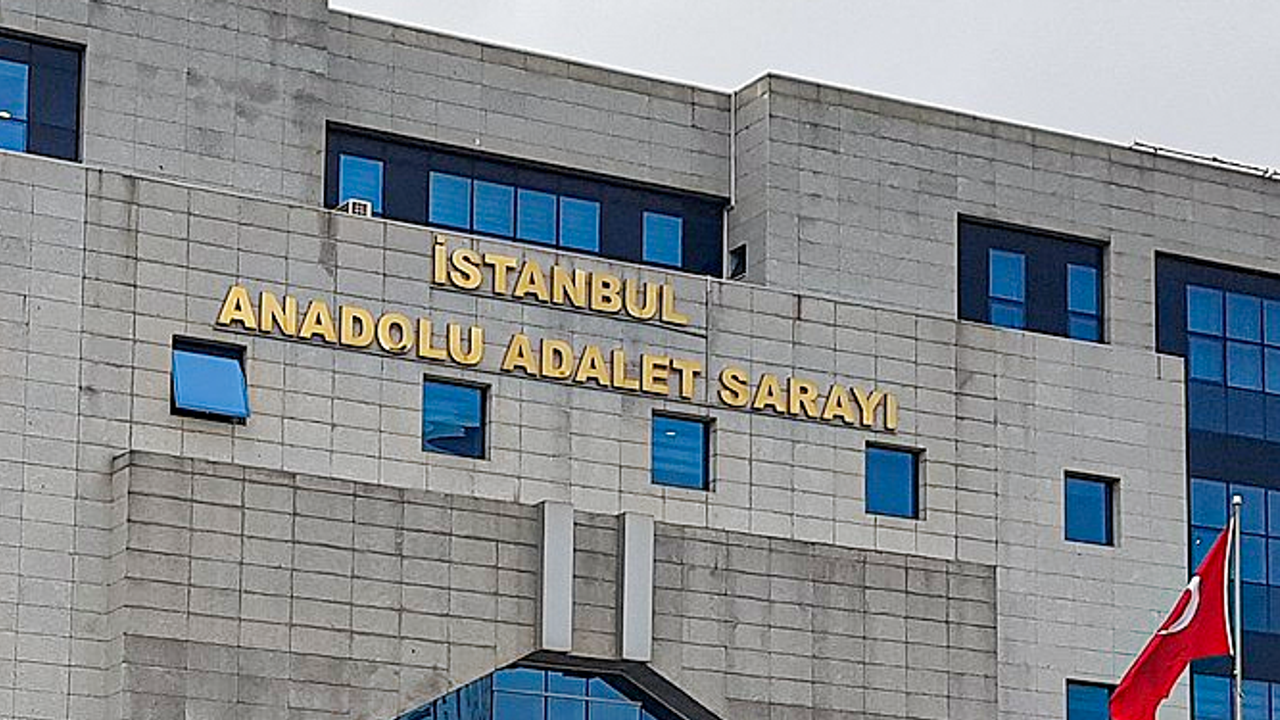 İSTANBUL
ANADOLU ADALET SARAYI